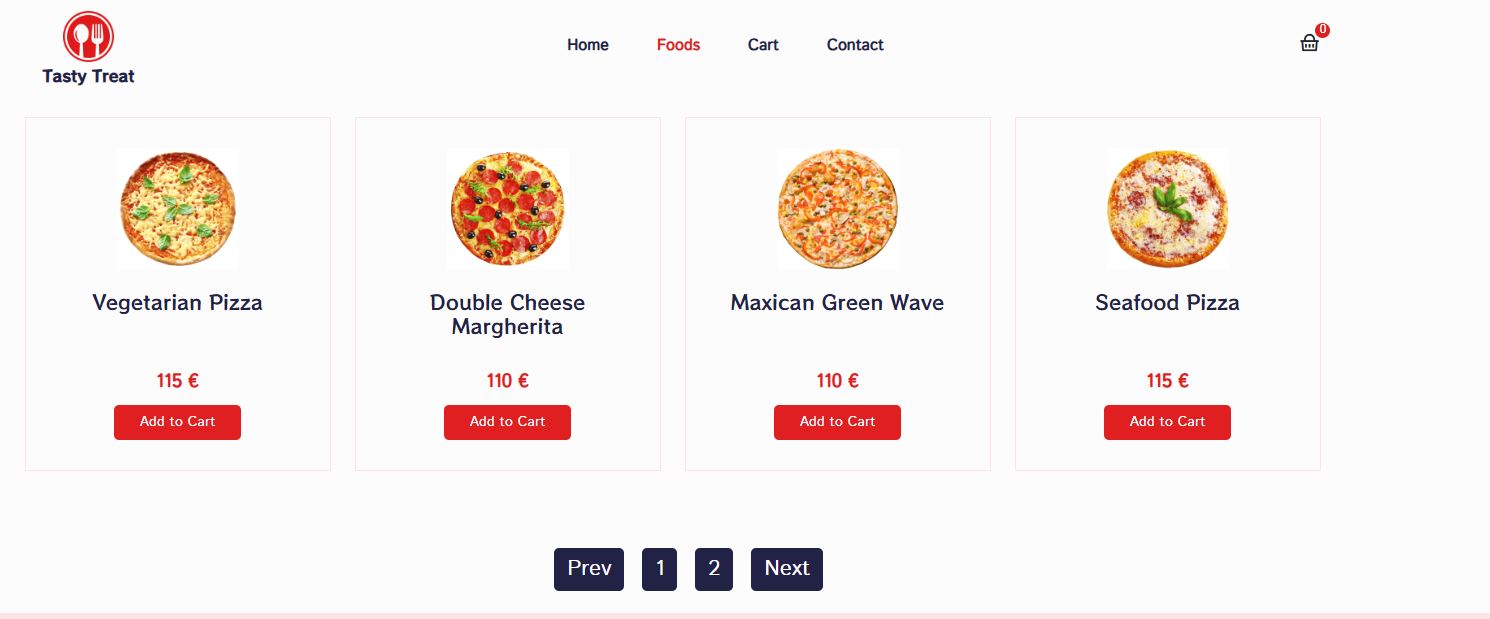 Tasty Treat
Home
Foods
Cart
Contact
0
Vegetarian Pizza
115 €
Add to Cart
Double Cheese
Margherita
110 €
Add to Cart
Maxican Green Wave
110 €
Add to Cart
Seafood Pizza
115 €
Add to Cart
Prev
1
2
Next